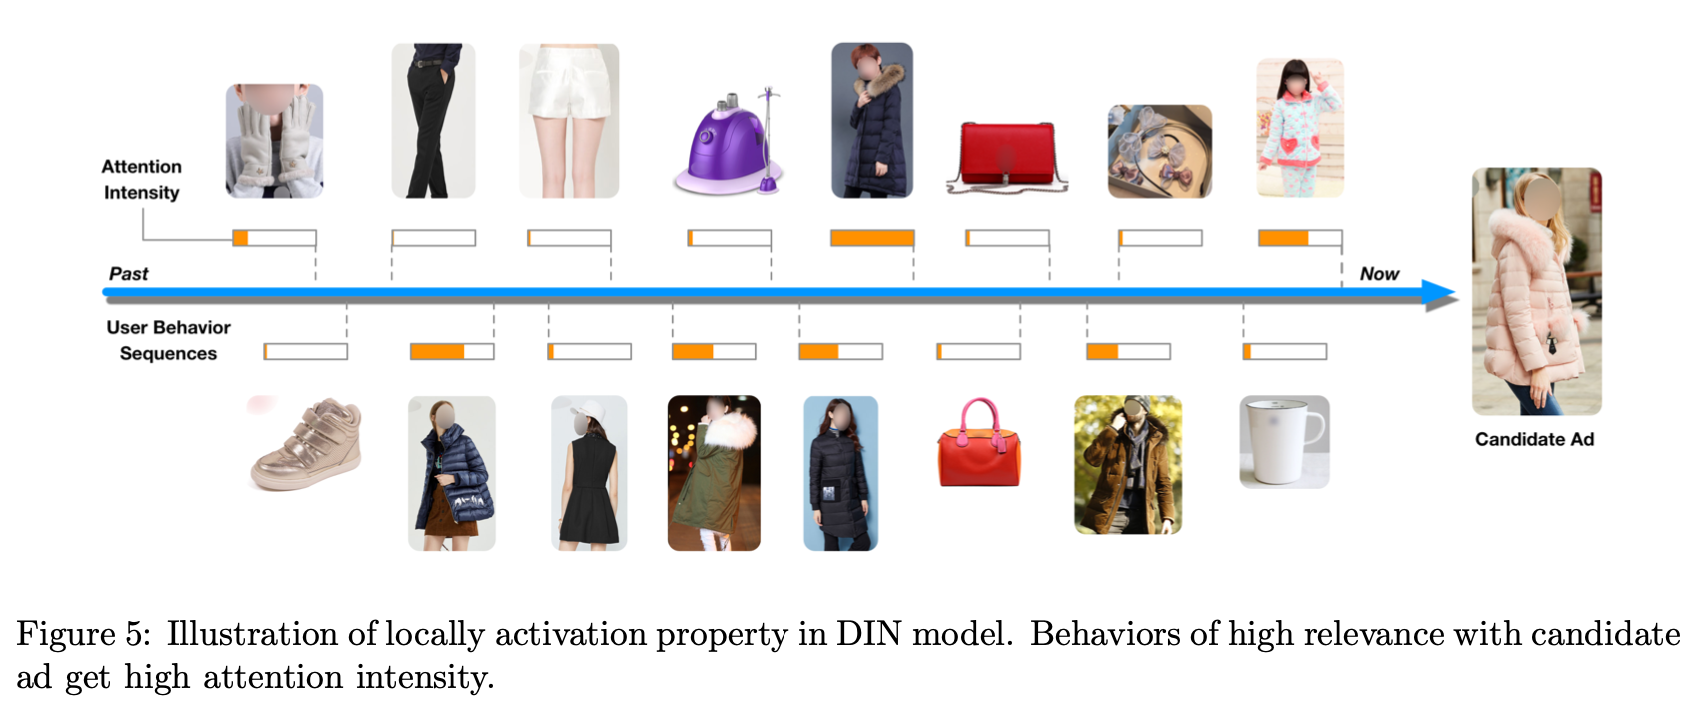 Attention
Intensity
Past
Now
User Behavior
Sequences
Candidate Ad
Figure 5: Illustration of locally activation property in DIN model. Behaviors of high relevance with candidate
ad get high attention intensity.